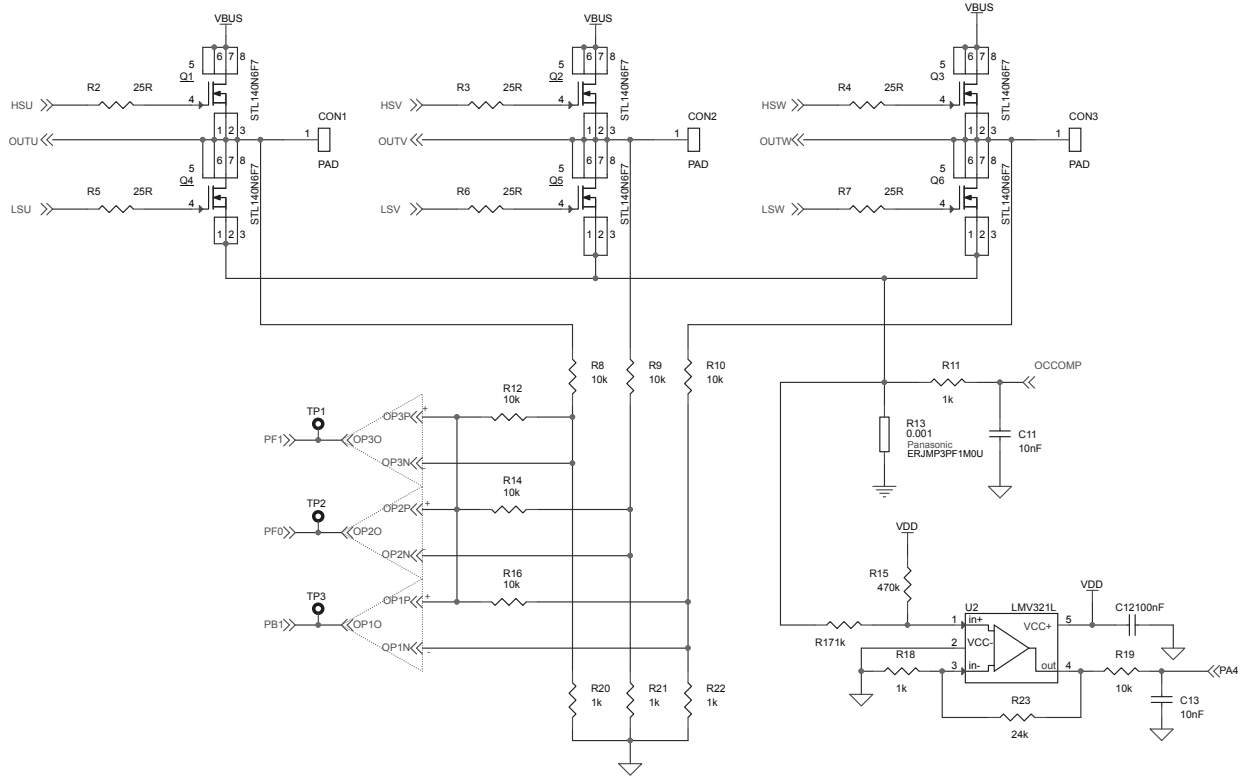 VBUS
VBUS
VBUS
5 6 7 8
Q1
R2 25R
HSU 4
STL140N6F7
1 2 3
OUTU
1 CON1
PAD
5 6 7 8
Q4
R5 25R
LSU 4
STL140N6F7
1 2 3
5 6 7 8
Q2
R3 25R
HSV 4
STL140N6F7
1 2 3
OUTV
1 CON2
PAD
5 6 7 8
Q5
R6 25R
LSV 4
STL140N6F7
1 2 3
5 6 7 8
Q3
R4 25R
HSW 4
STL140N6F7
1 2 3
OUTW
1 CON3
PAD
5 6 7 8
Q6
R7 25R
LSW 4
STL140N6F7
1 2 3
R8
10k
R9
10k
R10
10k
R12
10k
TP1
PF1
OP3O
OP3P +
OP3N -
R14
10k
TP2
PF0
OP2O
OP2P +
OP2N -
R16
10k
TP3
PB1
OP1O
OP1P +
OP1N -
R20
1k
R21
1k
R22
1k
R11
1k
OCCOMP
R13
0.001
Panasonic
ERJMP3PF1M0U
C11
10nF
VDD
R15
470k
R171k
U2 LMV321L
1 in+
2 VCC-
3 in-
VCC+ 5
out 4
VDD
C12100nF
R18
1k
R23
24k
R19
10k
PA4
C13
10nF